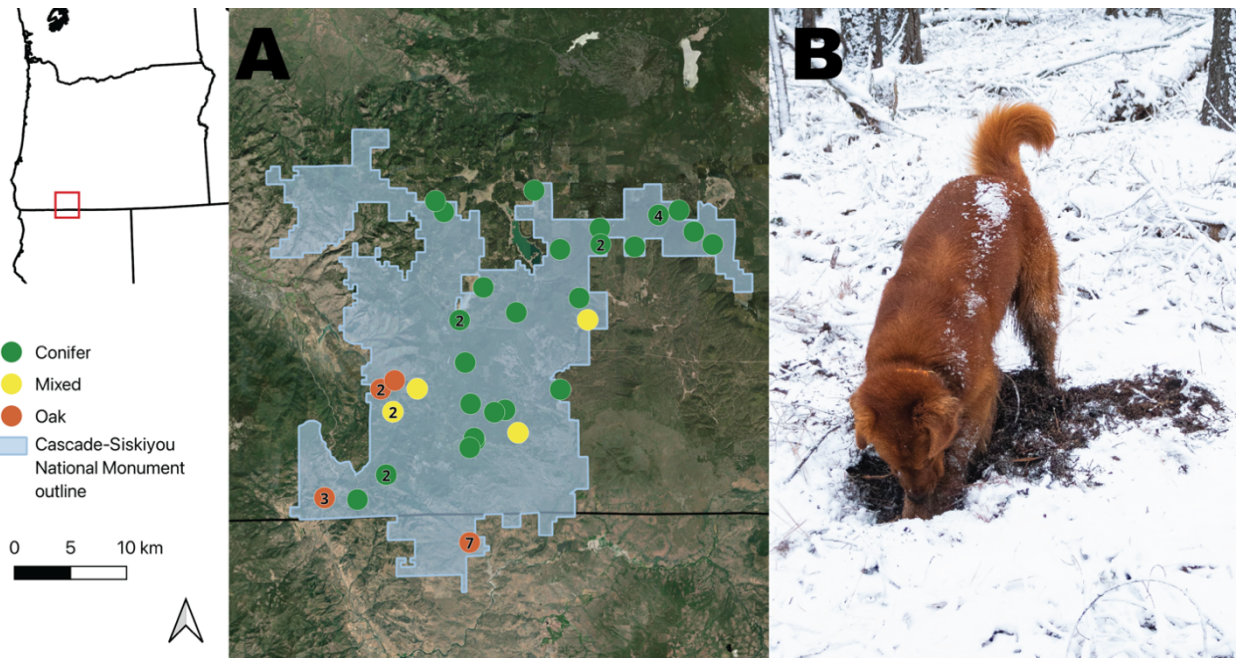 A
B
4
2
2
2
2
2
3
7
Conifer
Mixed
Oak
Cascade-Siskiyou
National Monument
outline
0 5 10 km